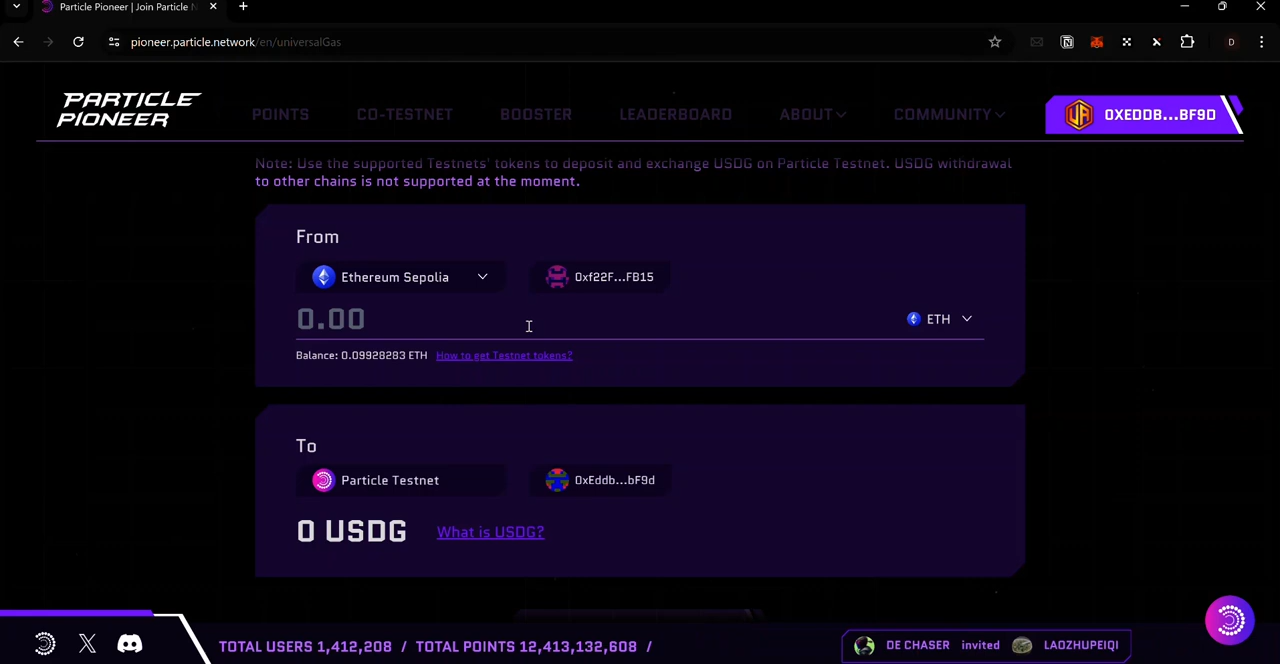 Particle Pioneer | Join Particle N
pioneer.particle.network/en/universalGas
D
PARTICLE
PIONEER
POINTS
CO-TESTNET
BOOSTER
LEADERBOARD
ABOUT
COMMUNITY
UA
0XEDDB...BF9D
Note: Use the supported Testnets' tokens to deposit and exchange USDG on Particle Testnet. USDG withdrawal
to other chains is not supported at the moment.
From
Ethereum Sepolia
0xf22F...FB15
0.00
ETH
Balance: 0.09928283 ETH
How to get Testnet tokens?
To
Particle Testnet
0xEddb...bF9d
0 USDG
What is USDG?
TOTAL USERS 1,412,208 / TOTAL POINTS 12,413,132,608 /
DE CHASER invited LAOZHUPEIQI